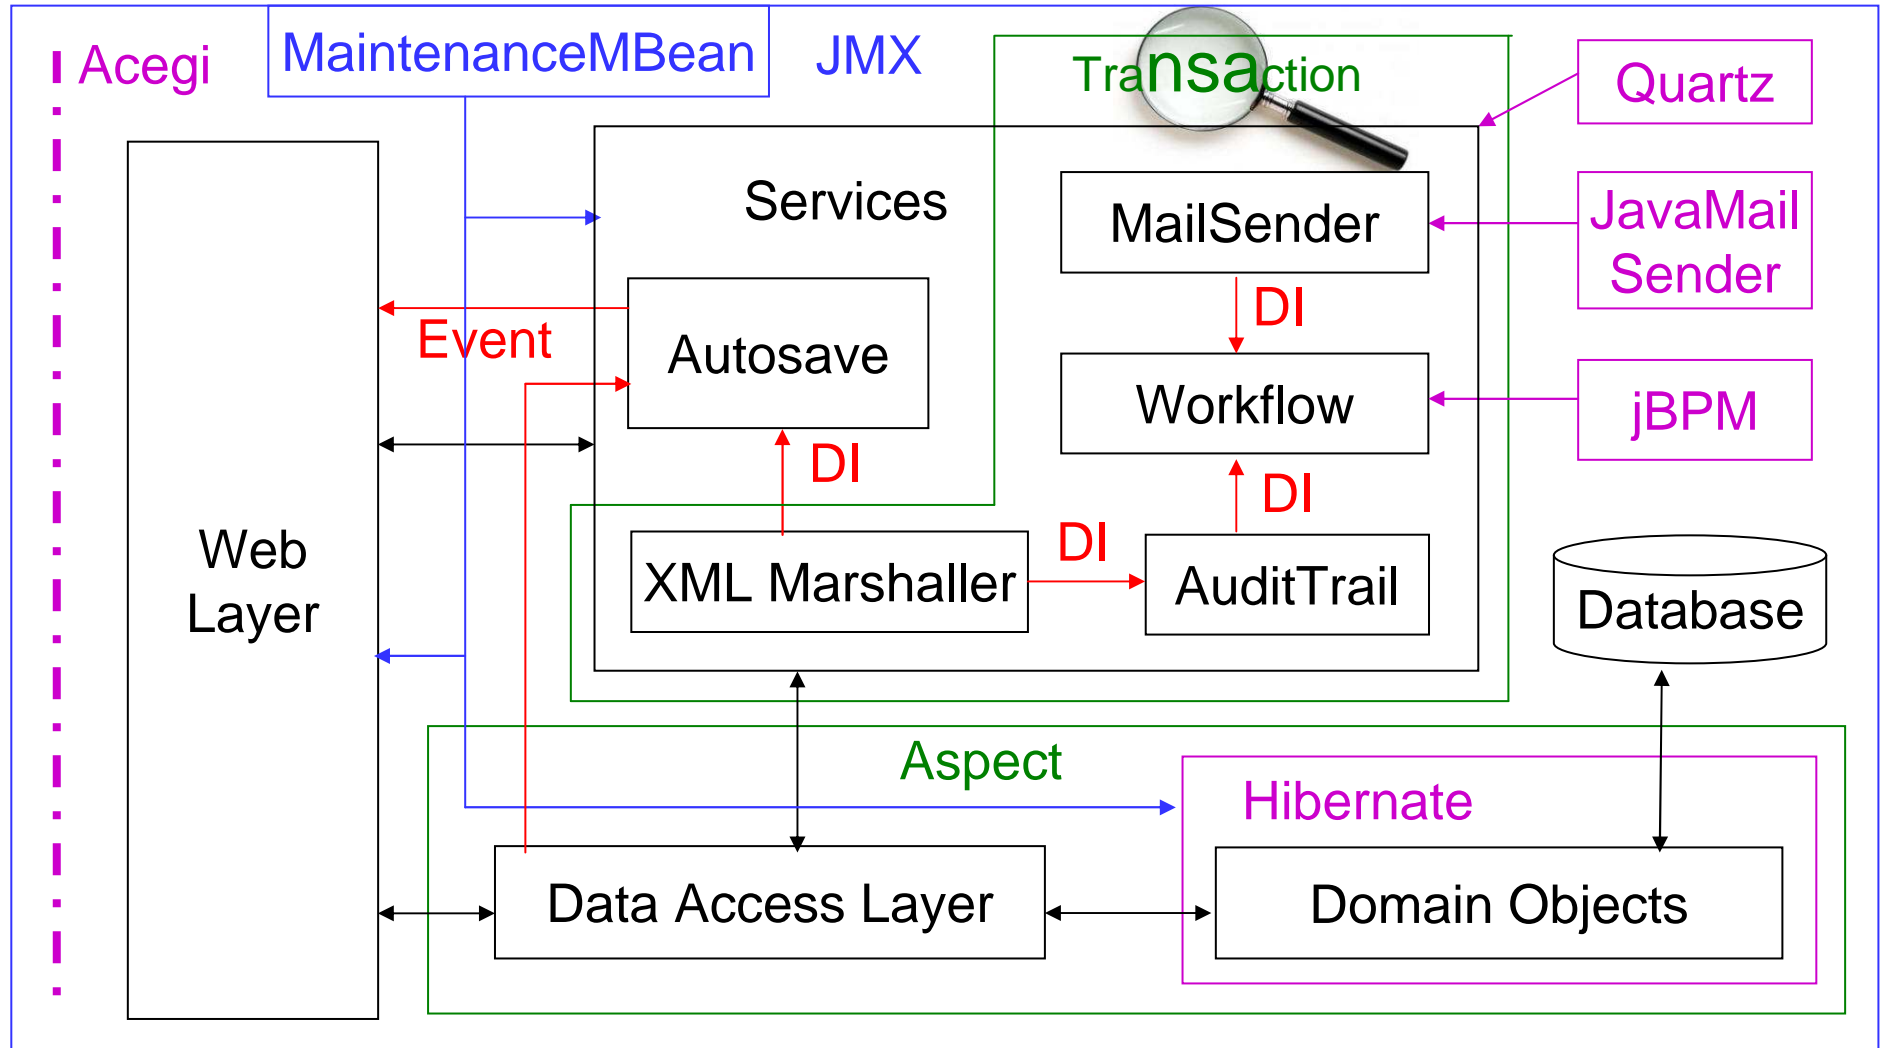 Acegi
MaintenanceMBean
JMX
Transaction
Quartz
Services
MailSender
JavaMail
Sender
DI
Event
Autosave
Workflow
jBPM
DI
DI
Web
Layer
XML Marshaller
DI
AuditTrail
Database
Aspect
Hibernate
Data Access Layer
Domain Objects